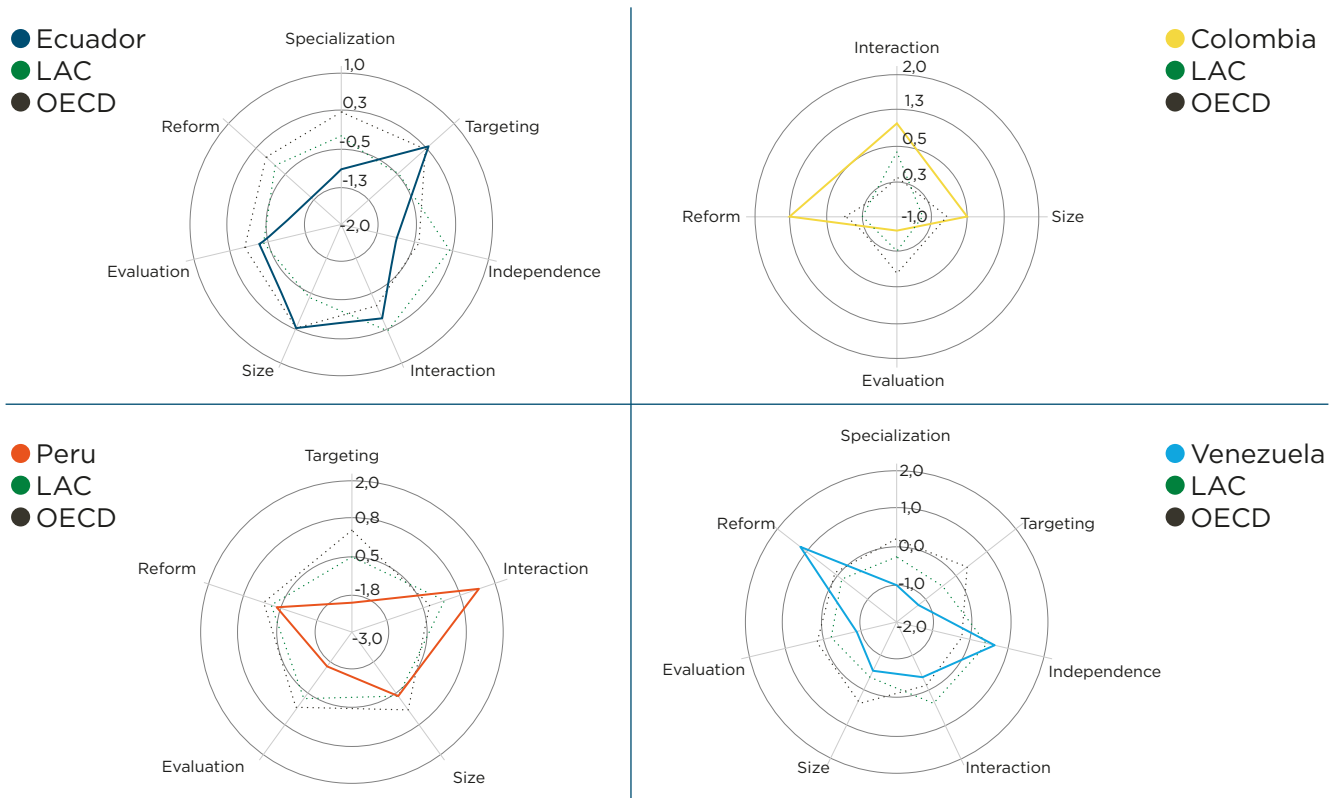 Ecuador
LAC
OECD
Specialization
1,0
0,3
-0,5
-1,3
-2,0
Reform
Targeting
Evaluation
Independence
Size
Interaction
Colombia
LAC
OECD
Interaction
2,0
1,3
0,5
0,3
-1,0
Reform
Size
Evaluation
Peru
LAC
OECD
Targeting
2,0
0,8
0,5
-1,8
-3,0
Reform
Interaction
Evaluation
Size
Venezuela
LAC
OECD
Specialization
2,0
1,0
0,0
-1,0
-2,0
Reform
Targeting
Evaluation
Independence
Size
Interaction